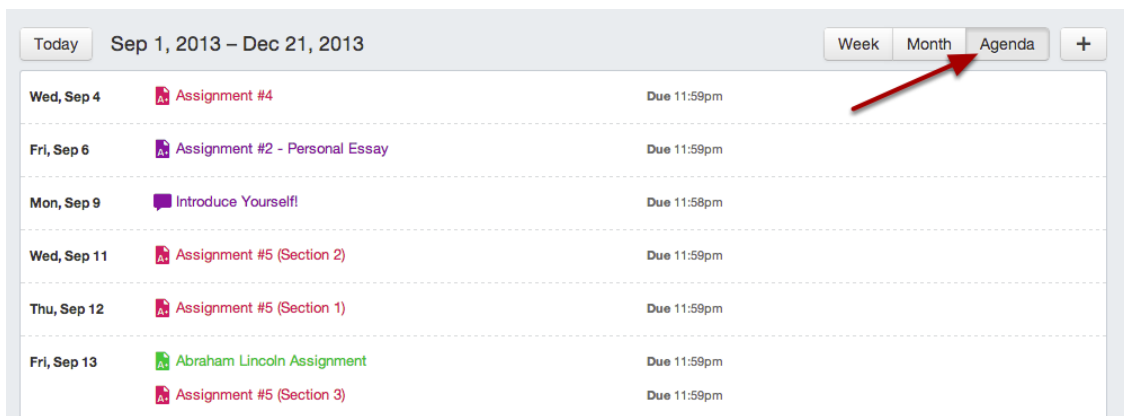 Today Sep 1, 2013 – Dec 21, 2013 Week Month Agenda +
Wed, Sep 4 Assignment #4 Due 11:59pm
Fri, Sep 6 Assignment #2 - Personal Essay Due 11:59pm
Mon, Sep 9 Introduce Yourself! Due 11:58pm
Wed, Sep 11 Assignment #5 (Section 2) Due 11:59pm
Thu, Sep 12 Assignment #5 (Section 1) Due 11:59pm
Fri, Sep 13 Abraham Lincoln Assignment Due 11:59pm
Assignment #5 (Section 3) Due 11:59pm